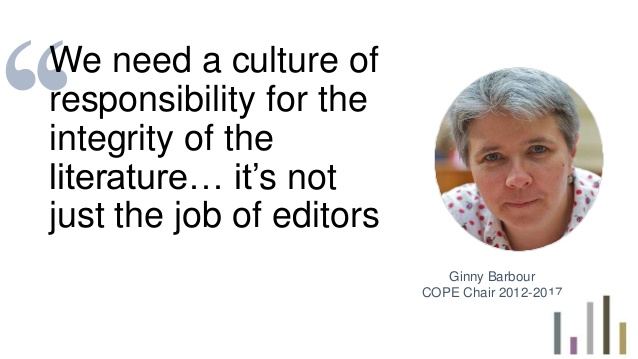 “
We need a culture of
responsibility for the
integrity of the
literature… it’s not
just the job of editors
Ginny Barbour
COPE Chair 2012-2017